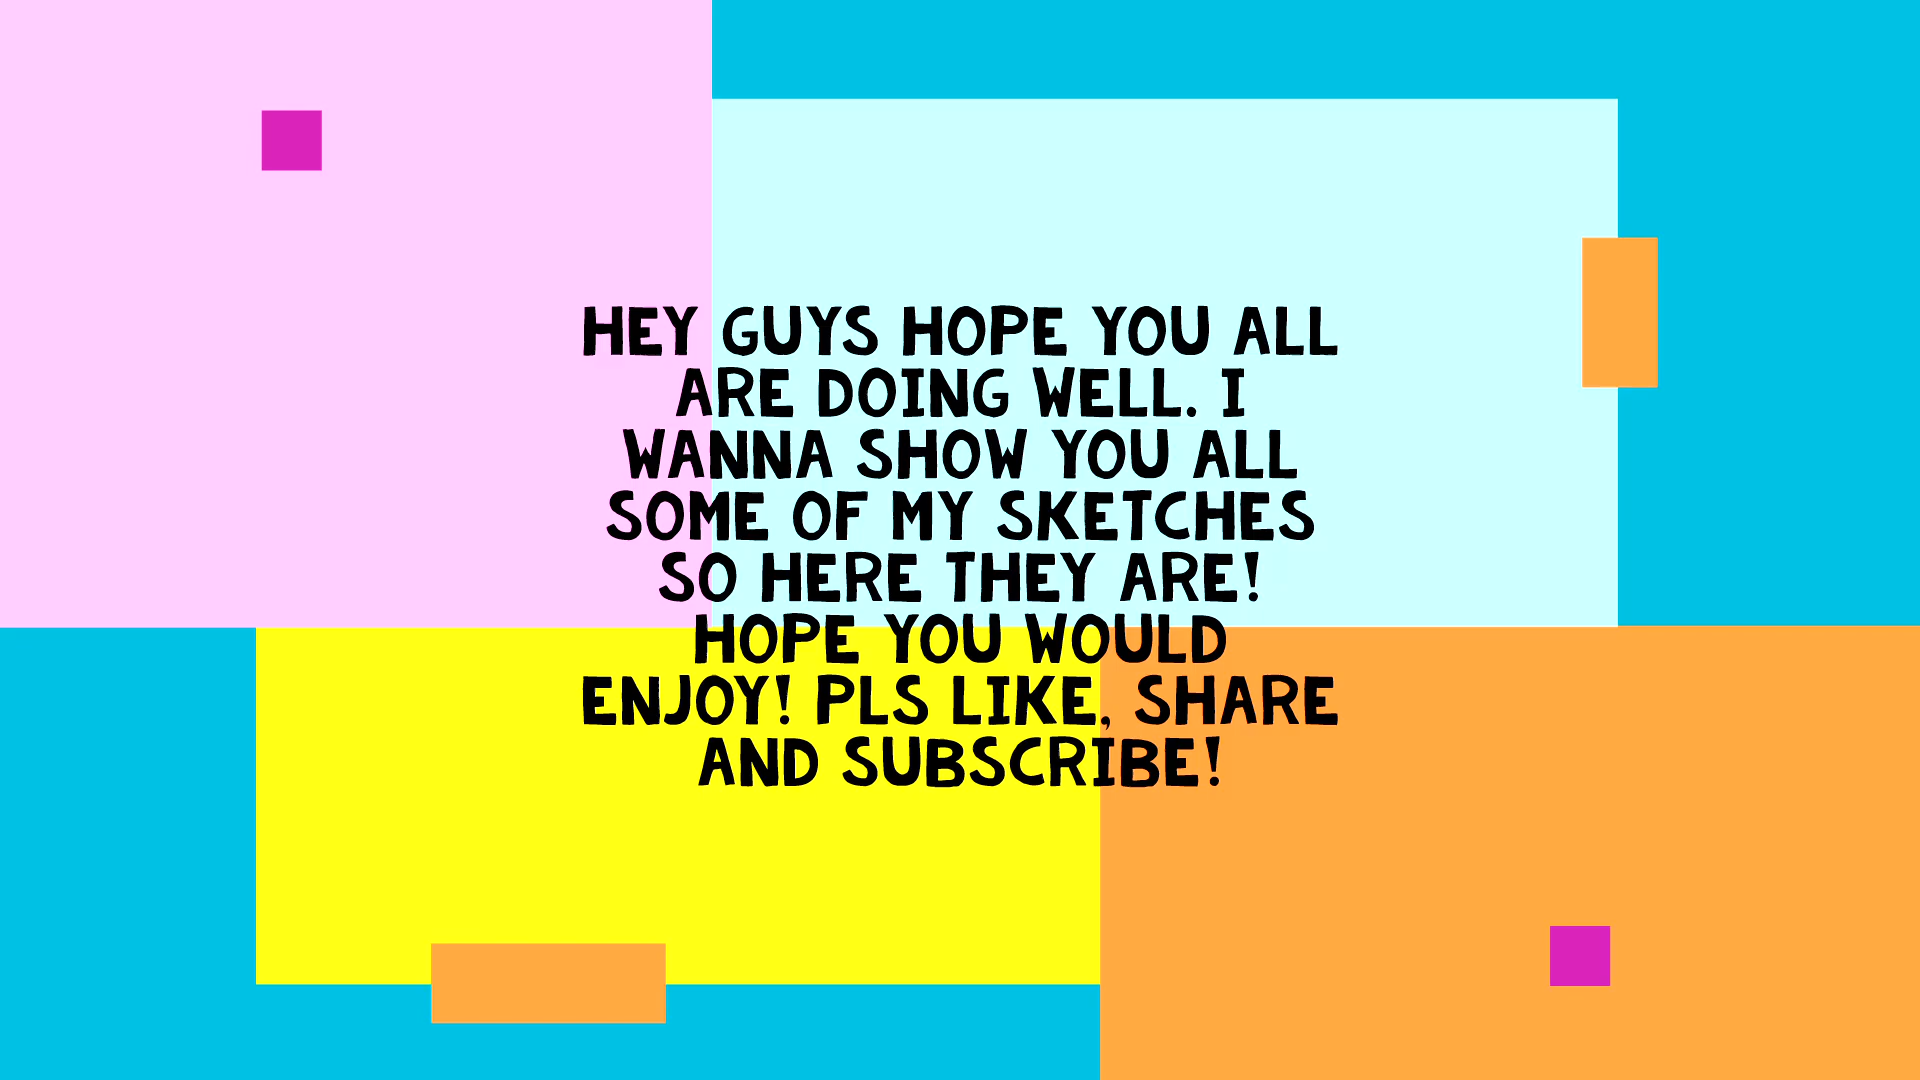 HEY GUYS HOPE YOU ALL
ARE DOING WELL. I
WANNA SHOW YOU ALL
SOME OF MY SKETCHES
SO HERE THEY ARE!
HOPE YOU WOULD
ENJOY! PLS LIKE, SHARE
AND SUBSCRIBE!